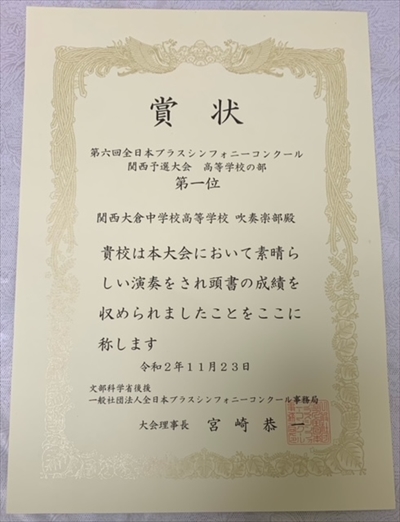 賞状
第六回全日本ブラスシンフォニーコンクール
関西予選大会　高等学校の部
第一位
関西大倉中学校高等学校 吹奏楽部殿
貴校は本大会において素晴ら
しい演奏をされ頭書の成績を
収められましたことをここに
称します
令和２年１１月２３日
文部科学省後援
一般社団法人全日本ブラスシンフォニーコンクール事務局
大会理事長　宮崎恭一